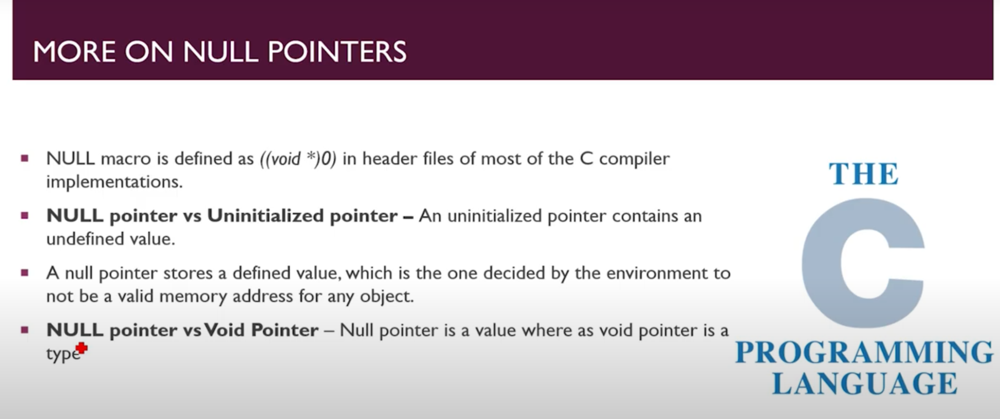 MORE ON NULL POINTERS
NULL macro is defined as ((void *)0) in header files of most of the C compiler
implementations.
NULL pointer vs Uninitialized pointer – An uninitialized pointer contains an
undefined value.
A null pointer stores a defined value, which is the one decided by the environment to
not be a valid memory address for any object.
NULL pointer vs Void Pointer – Null pointer is a value where as void pointer is a
type
THE
C
PROGRAMMING
LANGUAGE